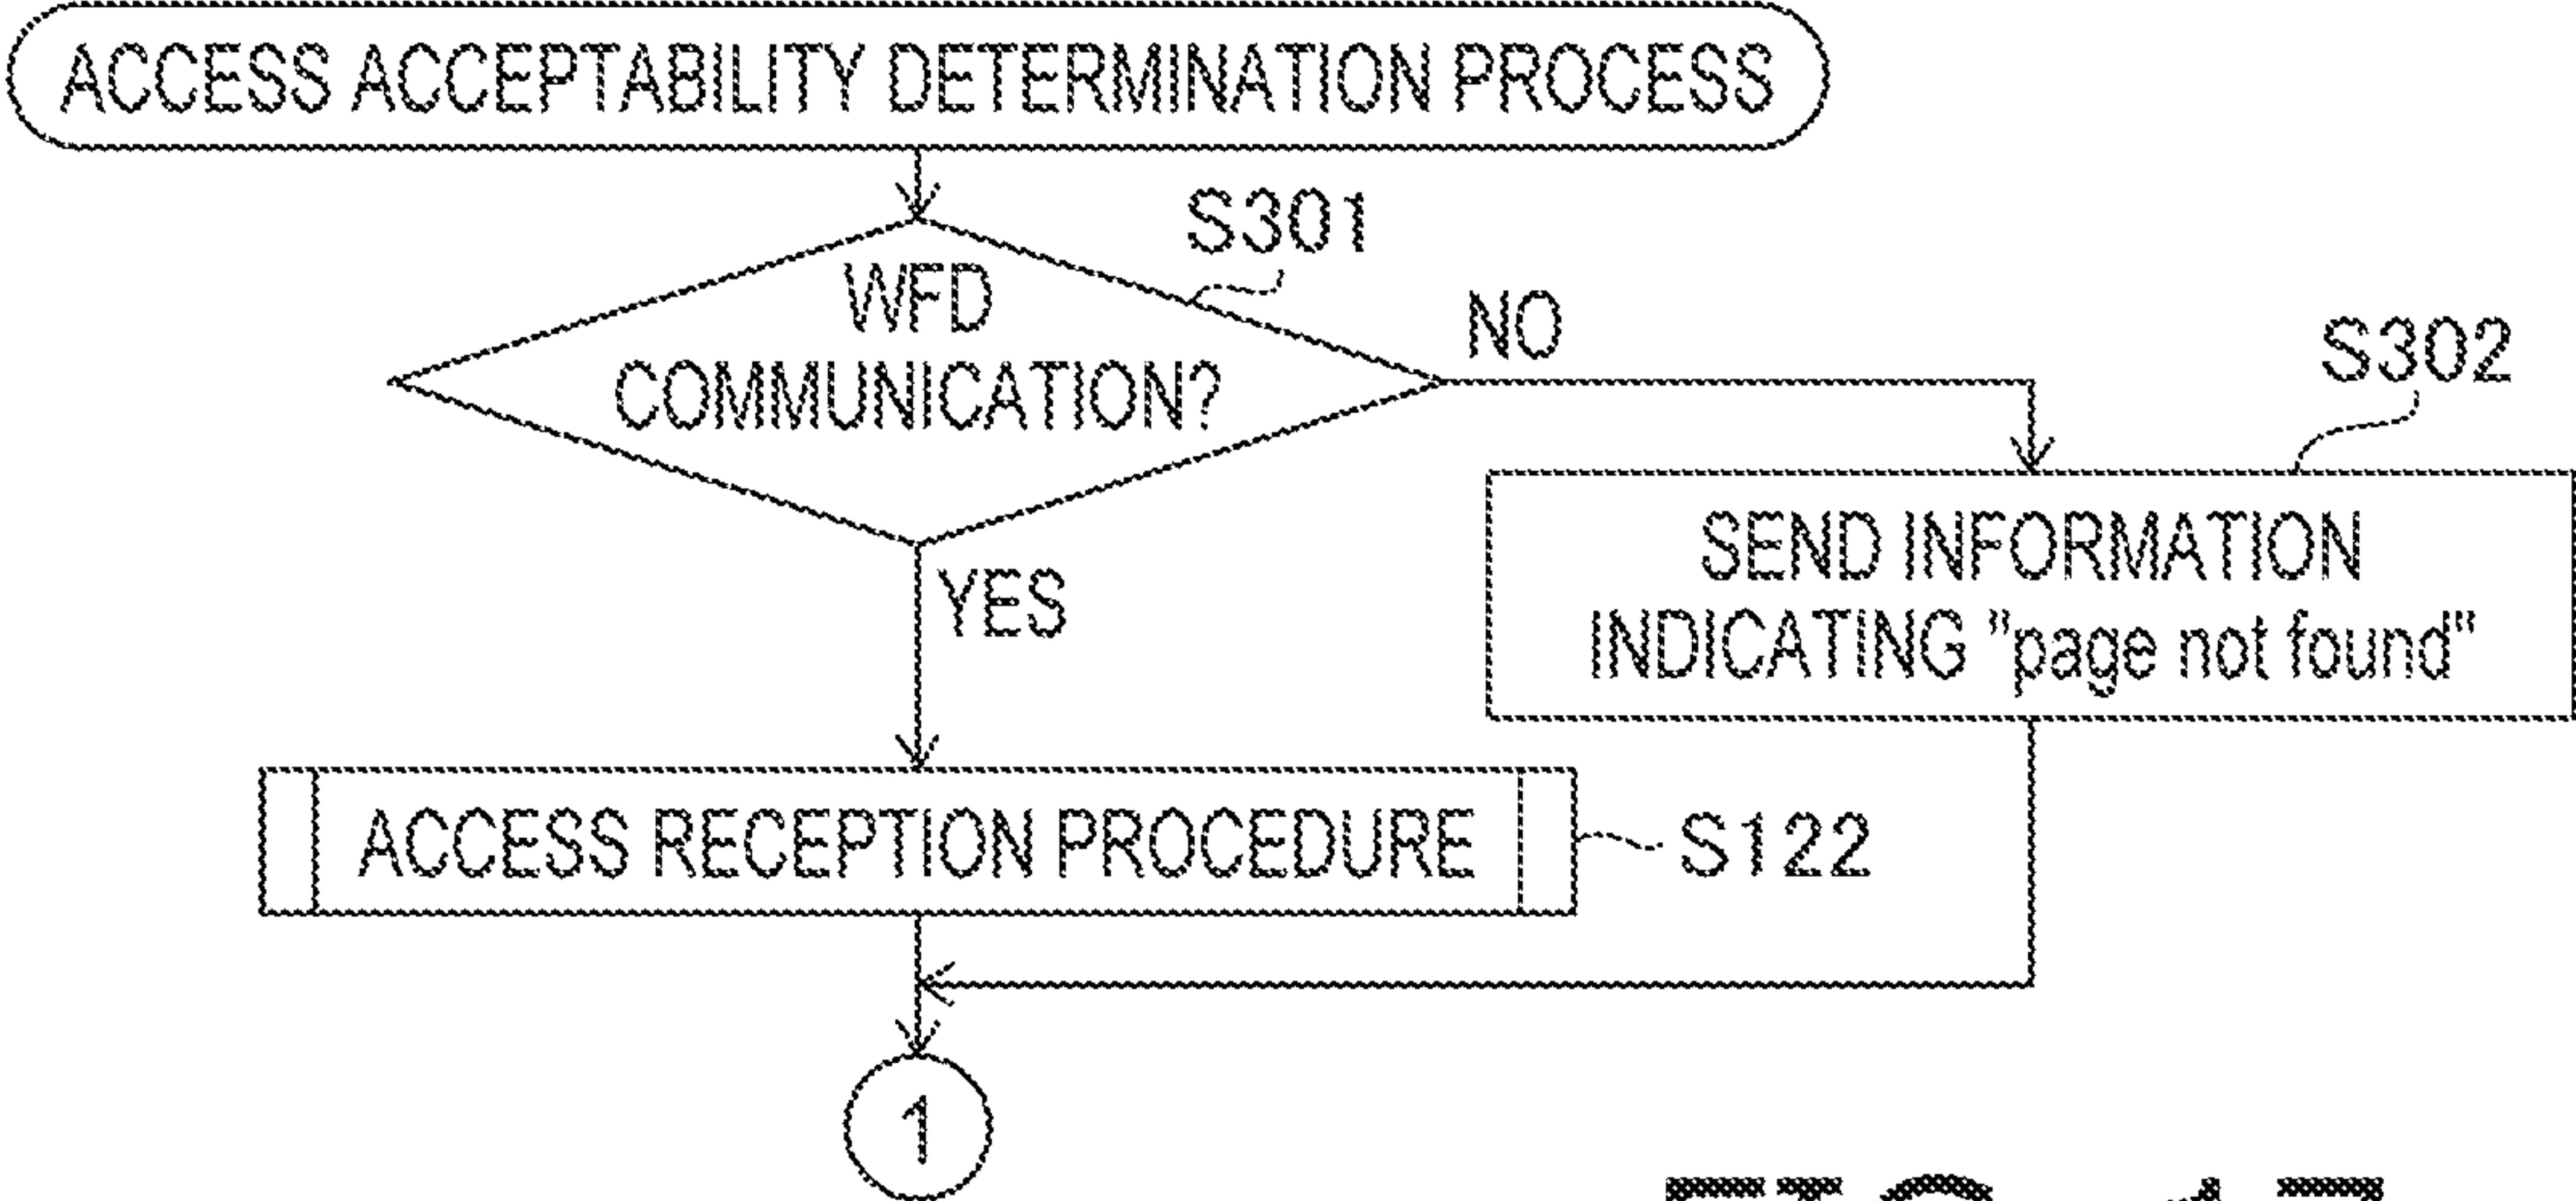 ACCESS ACCEPTABILITY DETERMINATION PROCESS
S301
WFD
COMMUNICATION?
NO
S302
SEND INFORMATION
INDICATING "page not found"
YES
ACCESS RECEPTION PROCEDURE
S122
1